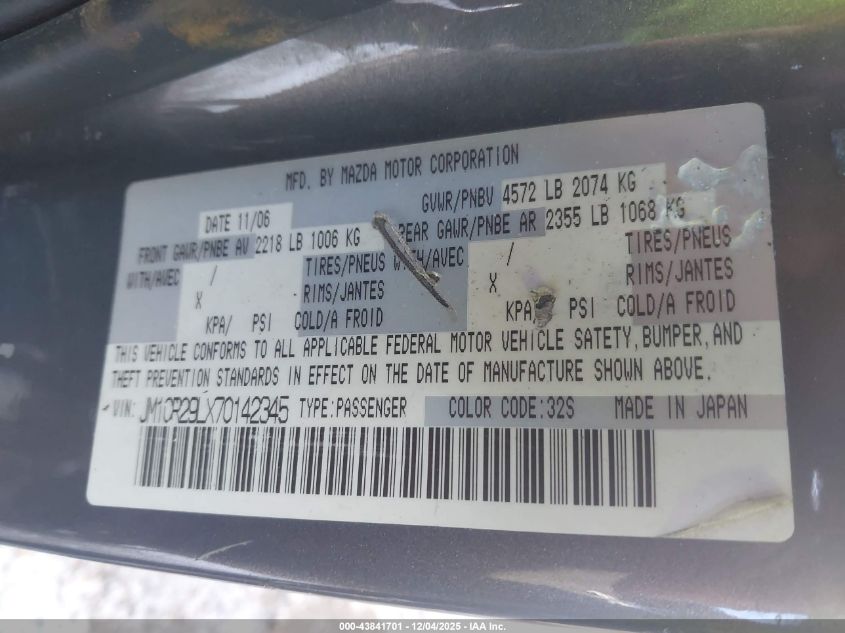 MFD. BY MAZDA MOTOR CORPORATION
DATE 11/06 GVWR/PNBV 4572 LB 2074 KG
FRONT GAWR/PNBE AV 2218 LB 1006 KG REAR GAWR/PNBE AR 2355 LB 1068 KG
WITH/AVEC / TIRES/PNEUS WITH/AVEC / TIRES/PNEUS
X RIMS/JANTES X RIMS/JANTES
KPA/ PSI COLD/A FROID KPA/ PSI COLD/A FROID
THIS VEHICLE CONFORMS TO ALL APPLICABLE FEDERAL MOTOR VEHICLE SAFETY, BUMPER, AND
THEFT PREVENTION STANDARDS IN EFFECT ON THE DATE OF MANUFACTURE SHOWN ABOVE.
VIN: JM1CR29LX70142345 TYPE:PASSENGER COLOR CODE:32S MADE IN JAPAN
000-43841701 - 12/04/2025 - IAA Inc.